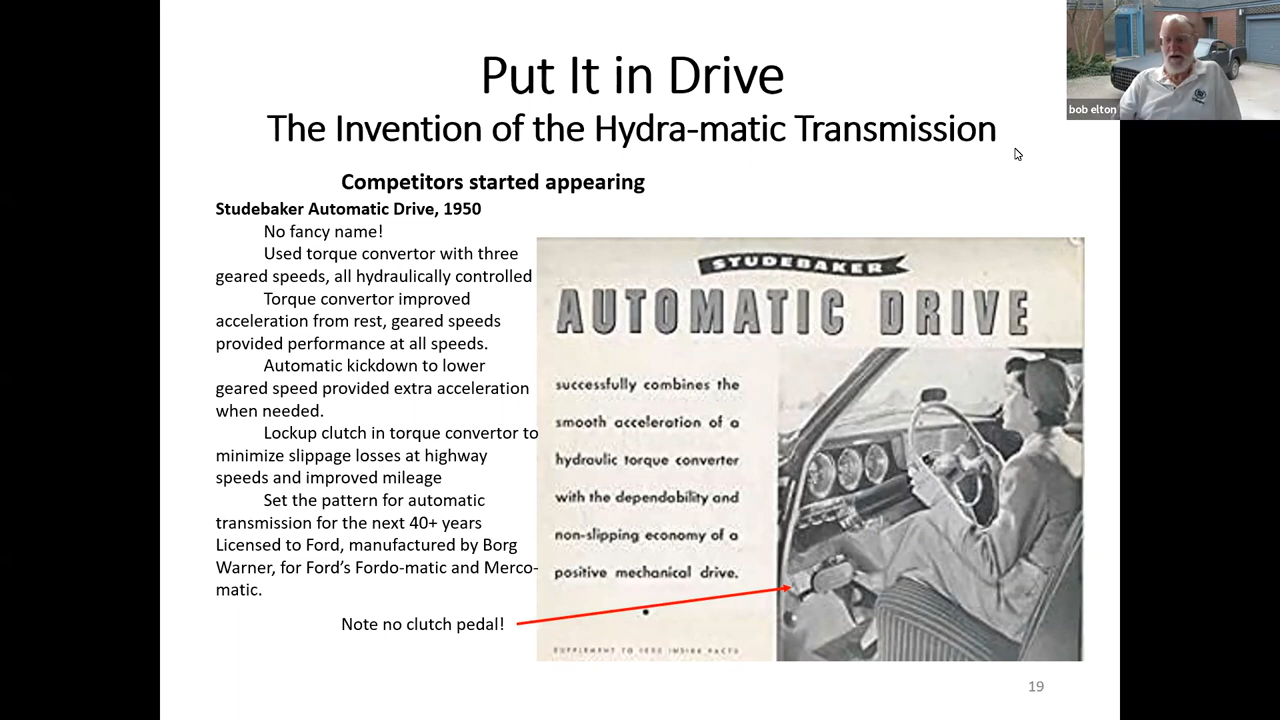 Put It in Drive
The Invention of the Hydra-matic Transmission
bob elton
Competitors started appearing
Studebaker Automatic Drive, 1950
No fancy name!
Used torque convertor with three
geared speeds, all hydraulically controlled
Torque convertor improved
acceleration from rest, geared speeds
provided performance at all speeds.
Automatic kickdown to lower
geared speed provided extra acceleration
when needed.
Lockup clutch in torque convertor to
minimize slippage losses at highway
speeds and improved mileage
Set the pattern for automatic
transmission for the next 40+ years
Licensed to Ford, manufactured by Borg
Warner, for Ford's Fordo-matic and Merco-
matic.
Note no clutch pedal!
STUDEBAKER
AUTOMATIC DRIVE
successfully combines the
smooth acceleration of a
hydraulic torque converter
with the dependability and
non-slipping economy of a
positive mechanical drive.
SUPPLEMENT TO 1950 INSIDE FACTS
19